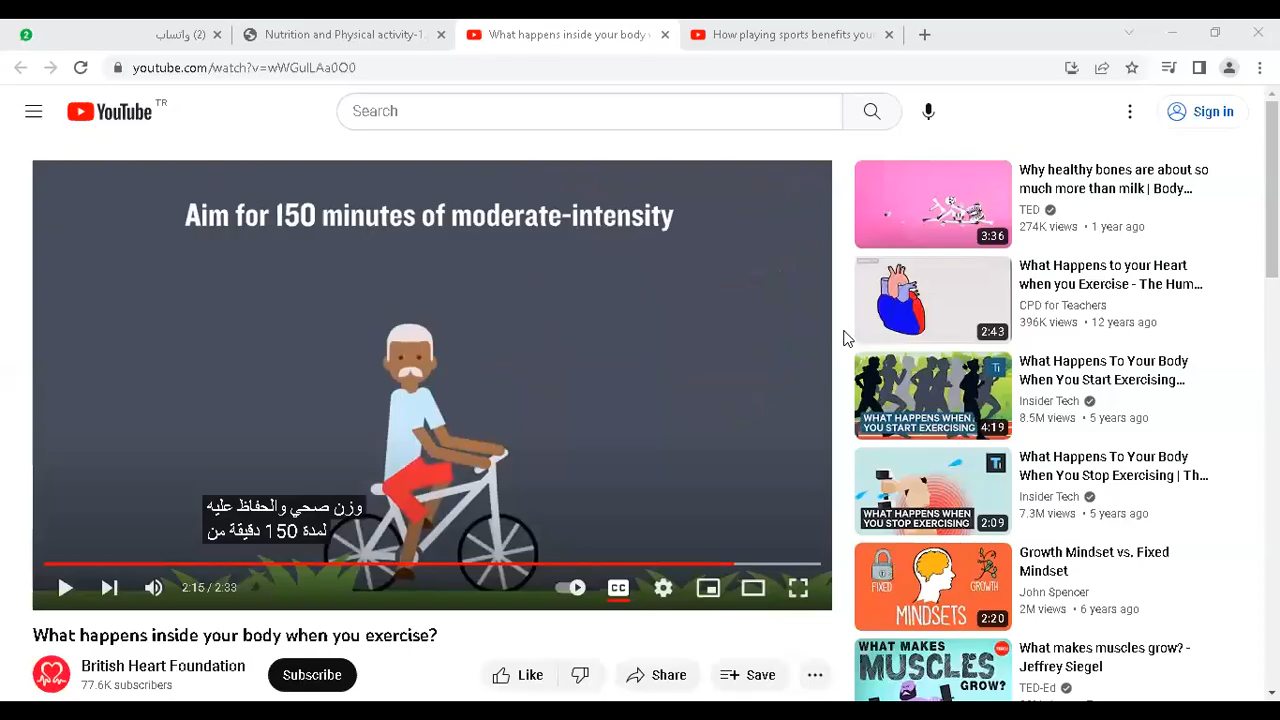 2
(2) واتساب
Nutrition and Physical activity-1
What happens inside your body
How playing sports benefits you
youtube.com/watch?v=wWGulLAa0O0
YouTube TR
Search
Sign in
Aim for 150 minutes of moderate-intensity
وزن صحي والحفاظ عليه
لمدة 150 دقيقة من
2:15 / 2:33
CC
What happens inside your body when you exercise?
British Heart Foundation
77.6K subscribers
Subscribe
Like
Share
Save
3:36
Why healthy bones are about so
much more than milk | Body...
TED
274K views • 1 year ago
2:43
What Happens to your Heart
when you Exercise - The Hum...
CPD for Teachers
396K views • 12 years ago
Ti
WHAT HAPPENS WHEN
YOU START EXERCISING
4:19
What Happens To Your Body
When You Start Exercising...
Insider Tech
8.5M views • 5 years ago
TI
WHAT HAPPENS WHEN
YOU STOP EXERCISING
2:09
What Happens To Your Body
When You Stop Exercising | Th...
Insider Tech
7.3M views • 5 years ago
FIXED
GROWTH
MINDSETS
2:20
Growth Mindset vs. Fixed
Mindset
John Spencer
2M views • 6 years ago
WHAT MAKES
MUSCLES
GROW?
What makes muscles grow? -
Jeffrey Siegel
TED-Ed